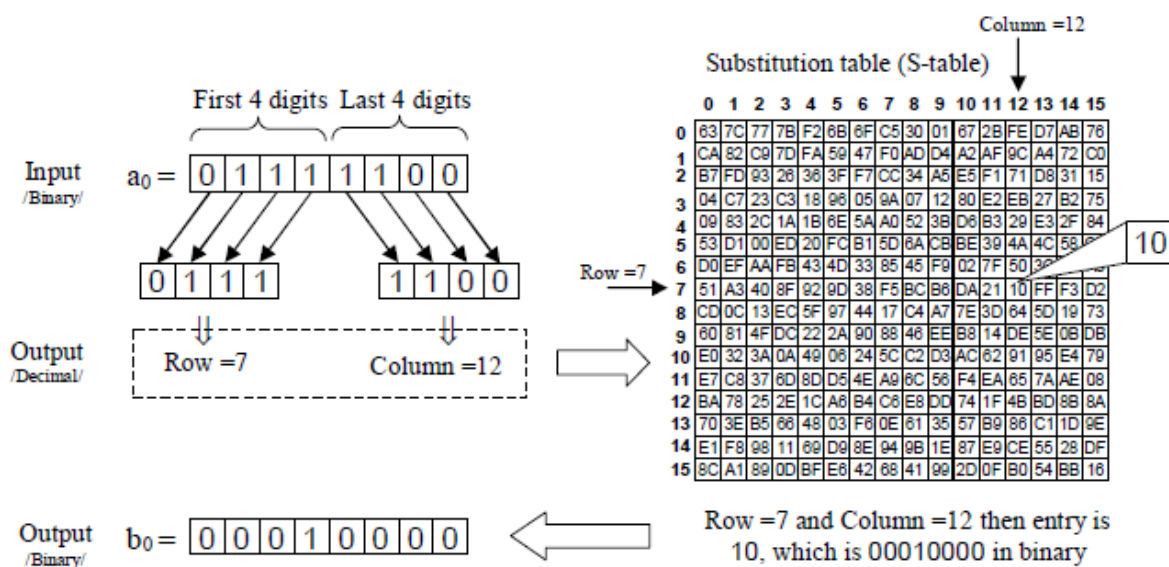 Column =12
Substitution table (S-table)
First 4 digits Last 4 digits
0 1 2 3 4 5 6 7 8 9 10 11 12 13 14 15
0 63 7C 77 7B F2 6B 6F C5 30 01 67 2B FE D7 AB 76
1 CA 82 C9 7D FA 59 47 F0 AD D4 A2 AF 9C A4 72 C0
2 B7 FD 93 26 36 3F F7 CC 34 A5 E5 F1 71 D8 31 15
3 04 C7 23 C3 18 96 05 9A 07 12 80 E2 EB 27 B2 75
4 09 83 2C 1A 1B 6E 5A A0 52 3B D6 B3 29 E3 2F 84
5 53 D1 00 ED 20 FC B1 5D 6A CB BE 39 4A 4C 58
6 D0 EF AA FB 43 4D 33 85 45 F9 02 7F 50
7 51 A3 40 8F 92 9D 38 F5 BC B6 DA 21 10 FF F3 D2
8 CD 0C 13 EC 5F 97 44 17 C4 A7 7E 3D 64 5D 19 73
9 60 81 4F DC 22 2A 90 88 46 EE B8 14 DE 5E 0B DB
10 E0 32 3A 0A 49 06 24 5C C2 D3 AC 62 91 95 E4 79
11 E7 C8 37 6D 8D D5 4E A9 6C 56 F4 EA 65 7A AE 08
12 BA 78 25 2E 1C A6 B4 C6 E8 DD 74 1F 4B BD 8B 8A
13 70 3E B5 66 48 03 F6 0E 61 35 57 B9 86 C1 1D 9E
14 E1 F8 98 11 69 D9 8E 94 9B 1E 87 E9 CE 55 28 DF
15 8C A1 89 0D BF E6 42 68 41 99 2D 0F B0 54 BB 16
10
Row =7
Input
/Binary/
a0 = 0 1 1 1 1 1 0 0
0 1 1 1 1 1 0 0
Output
/Decimal/
Row =7 Column =12
Output
/Binary/
b0 = 0 0 0 1 0 0 0 0
Row =7 and Column =12 then entry is
10, which is 00010000 in binary